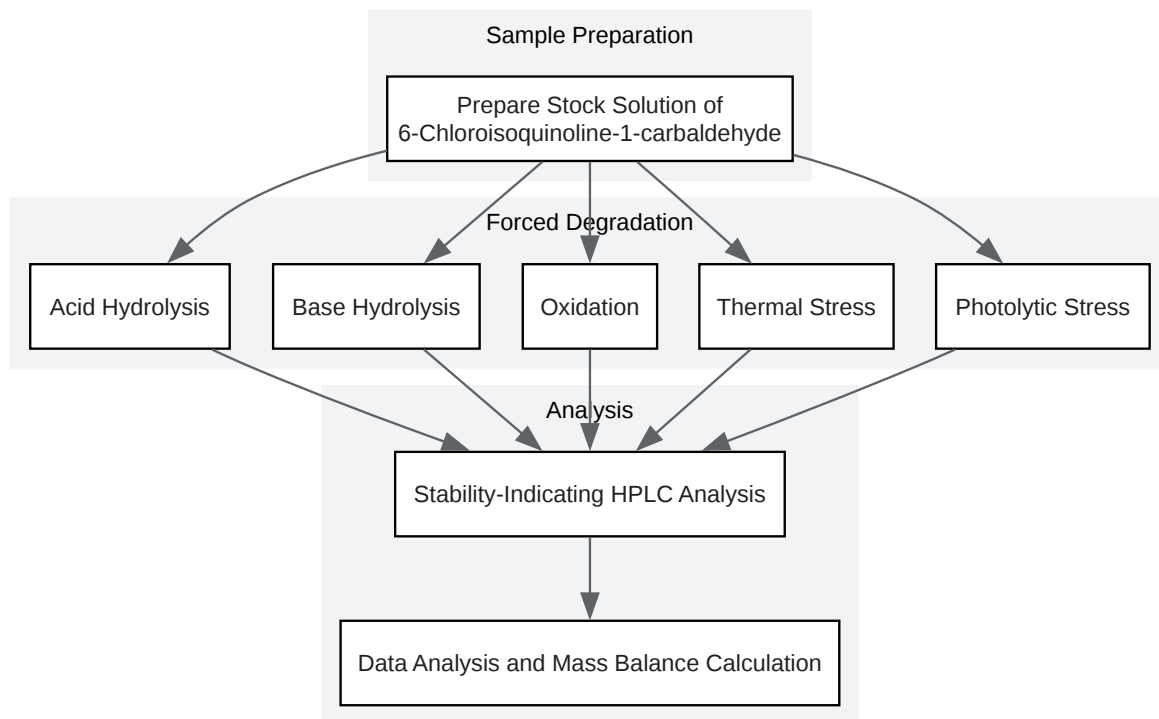 Sample Preparation
Prepare Stock Solution of
6-Chloroisoquinoline-1-carbaldehyde
Forced Degradation
Acid Hydrolysis
Base Hydrolysis
Oxidation
Thermal Stress
Photolytic Stress
Analysis
Stability-Indicating HPLC Analysis
Data Analysis and Mass Balance Calculation